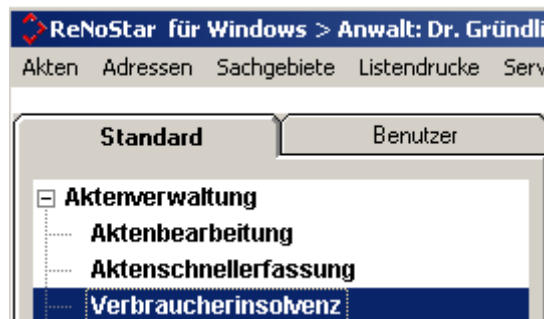 ReNoStar für Windows > Anwalt: Dr. Gründli
Akten Adressen Sachgebiete Listendrucke Serv
Standard Benutzer
Aktenverwaltung
Aktenbearbeitung
Aktenschnellerfassung
Verbraucherinsolvenz